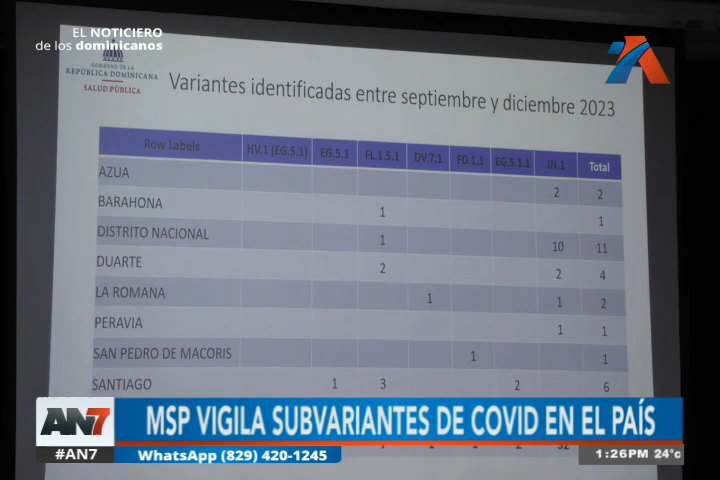 EL NOTICIERO
de los dominicanos
GOBIERNO DE LA
REPÚBLICA DOMINICANA
SALUD PÚBLICA
Variantes identificadas entre septiembre y diciembre 2023
Row Labels HV.1 (EG.5.1) EG.5.1 FL.1.5.1 DV.7.1 FD.1.1 EG.5.1.1 JN.1 Total
AZUA 2 2
BARAHONA 1 1
DISTRITO NACIONAL 1 10 11
DUARTE 2 2 4
LA ROMANA 1 1 2
PERAVIA 1 1
SAN PEDRO DE MACORIS 1 1
SANTIAGO 1 3 2 6
AN7 MSP VIGILA SUBVARIANTES DE COVID EN EL PAÍS
#AN7 WhatsApp (829) 420-1245 1:26PM 24°c